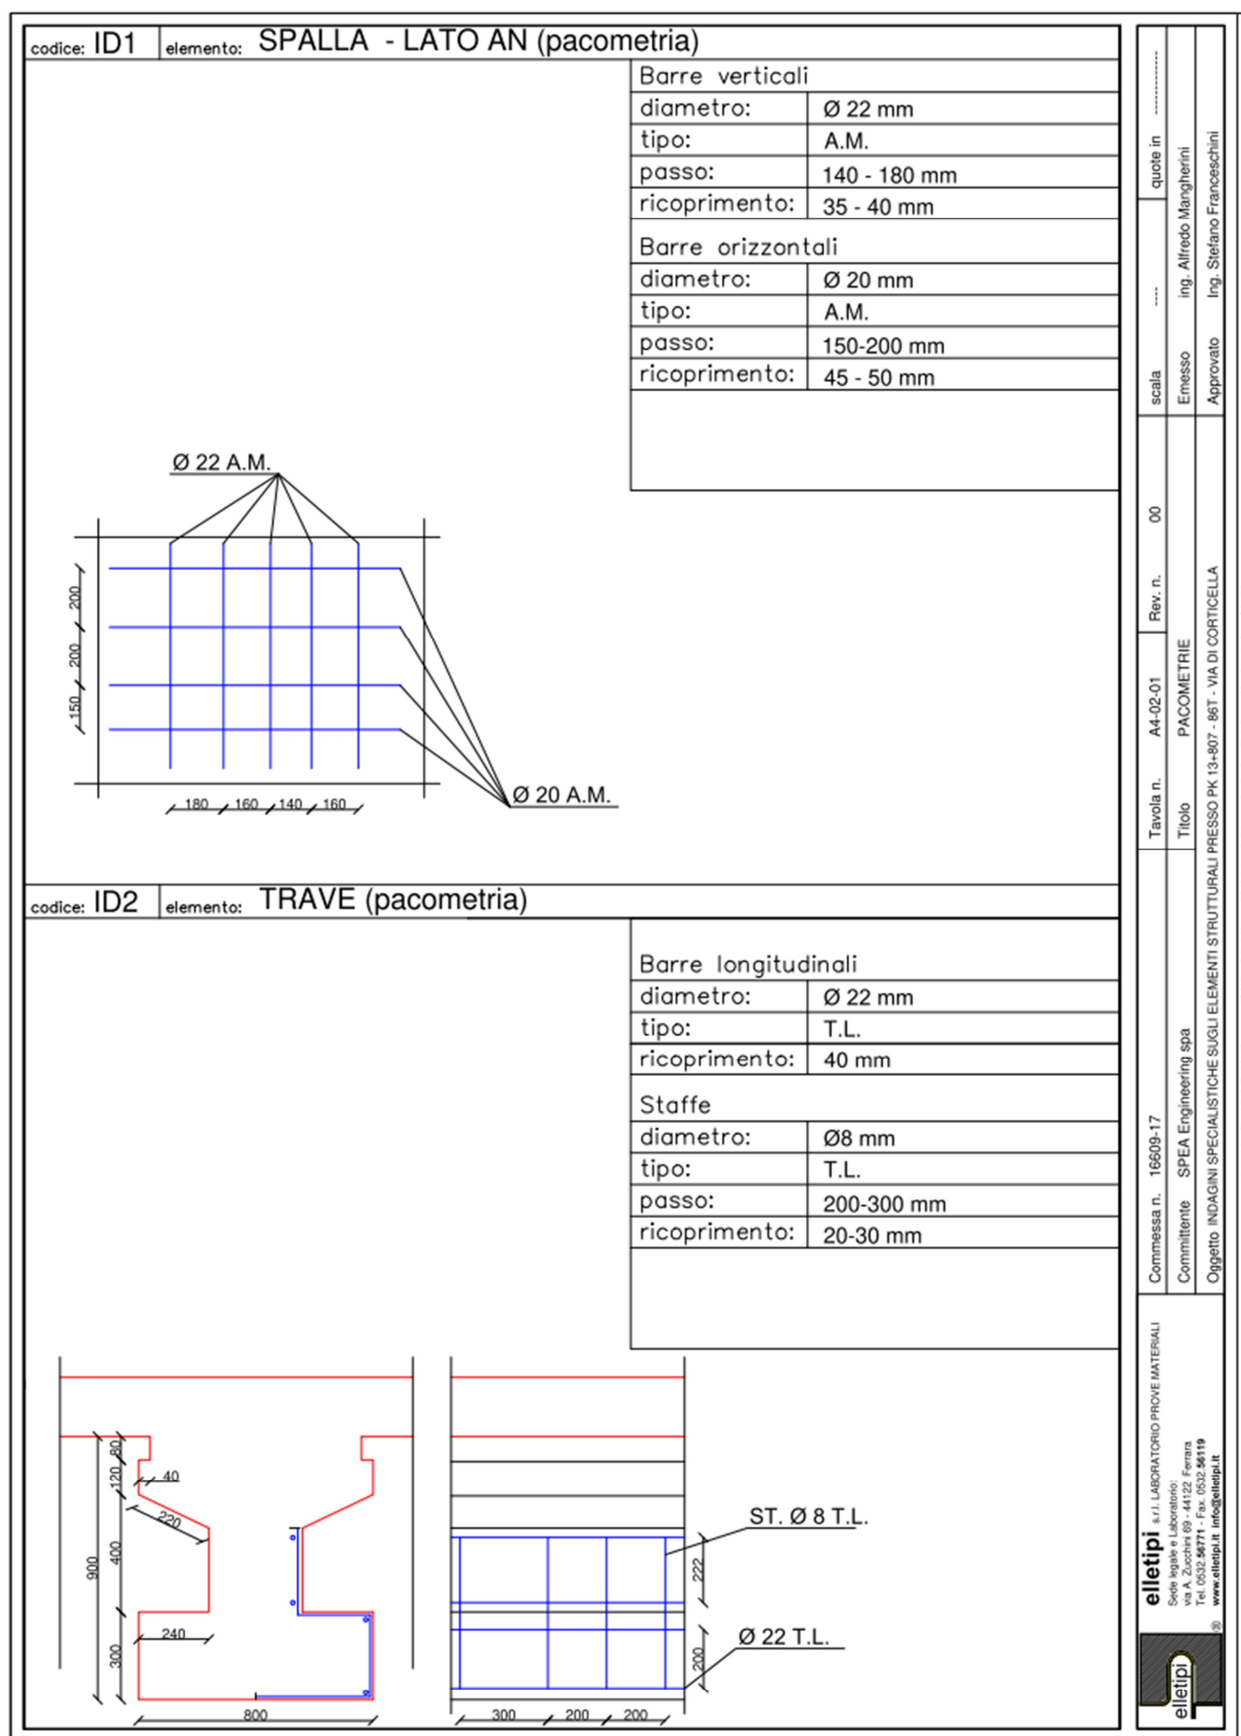 codice: ID1 elemento: SPALLA - LATO AN (pacometria)
Barre verticali
diametro: Ø 22 mm
tipo: A.M.
passo: 140 - 180 mm
ricoprimento: 35 - 40 mm
Barre orizzontali
diametro: Ø 20 mm
tipo: A.M.
passo: 150-200 mm
ricoprimento: 45 - 50 mm
Ø 22 A.M.
200
200
150
180 160 140 160
Ø 20 A.M.
codice: ID2 elemento: TRAVE (pacometria)
Barre longitudinali
diametro: Ø 22 mm
tipo: T.L.
ricoprimento: 40 mm
Staffe
diametro: Ø8 mm
tipo: T.L.
passo: 200-300 mm
ricoprimento: 20-30 mm
80
120
40
220
400
900
240
300
800
ST. Ø 8 T.L.
222
Ø 22 T.L.
200
300 200 200
elletipi s.r.l. LABORATORIO PROVE MATERIALI
Sede legale e Laboratorio:
via A. Zucchini 69 - 44122 Ferrara
Tel. 0532.56771 - Fax. 0532.56119
www.elletipi.it info@elletipi.it
elletipi
®
Commessa n. 16609-17 Tavola n. A4-02-01 Rev. n. 00 scala ---- quote in --------------
Committente SPEA Engineering spa Titolo PACOMETRIE Emesso ing. Alfredo Mangherini
Oggetto INDAGINI SPECIALISTICHE SUGLI ELEMENTI STRUTTURALI PRESSO PK 13+807 - 86T - VIA DI CORTICELLA Approvato Ing. Stefano Franceschini